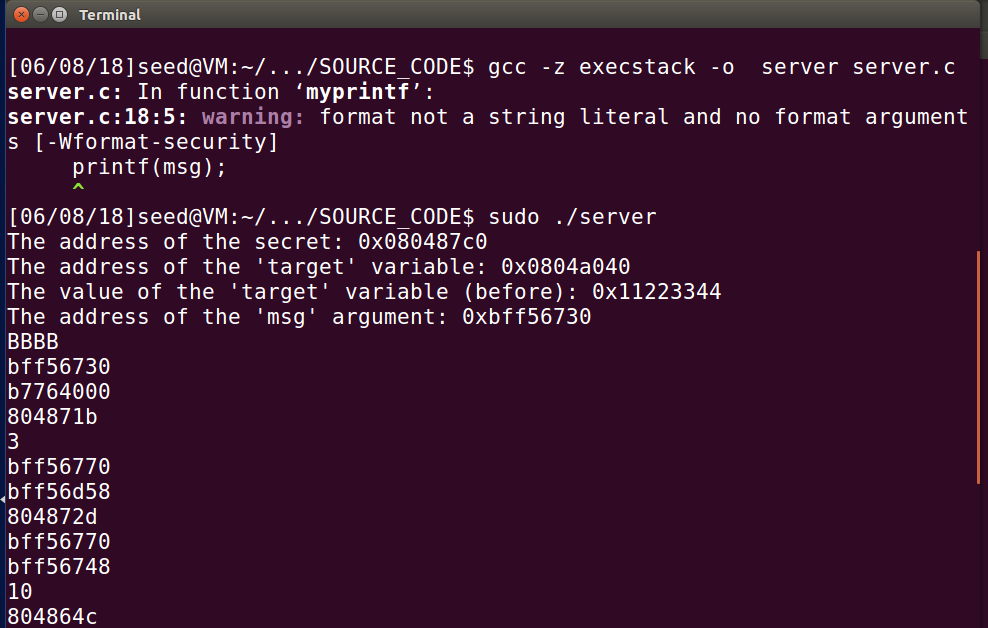 Terminal
[06/08/18]seed@VM:~/.../SOURCE_CODE$ gcc -z execstack -o  server server.c
server.c: In function ‘myprintf’:
server.c:18:5: warning: format not a string literal and no format argument
s [-Wformat-security]
     printf(msg);
     ^
[06/08/18]seed@VM:~/.../SOURCE_CODE$ sudo ./server
The address of the secret: 0x080487c0
The address of the 'target' variable: 0x0804a040
The value of the 'target' variable (before): 0x11223344
The address of the 'msg' argument: 0xbff56730
BBBB
bff56730
b7764000
804871b
3
bff56770
bff56d58
804872d
bff56770
bff56748
10
804864c